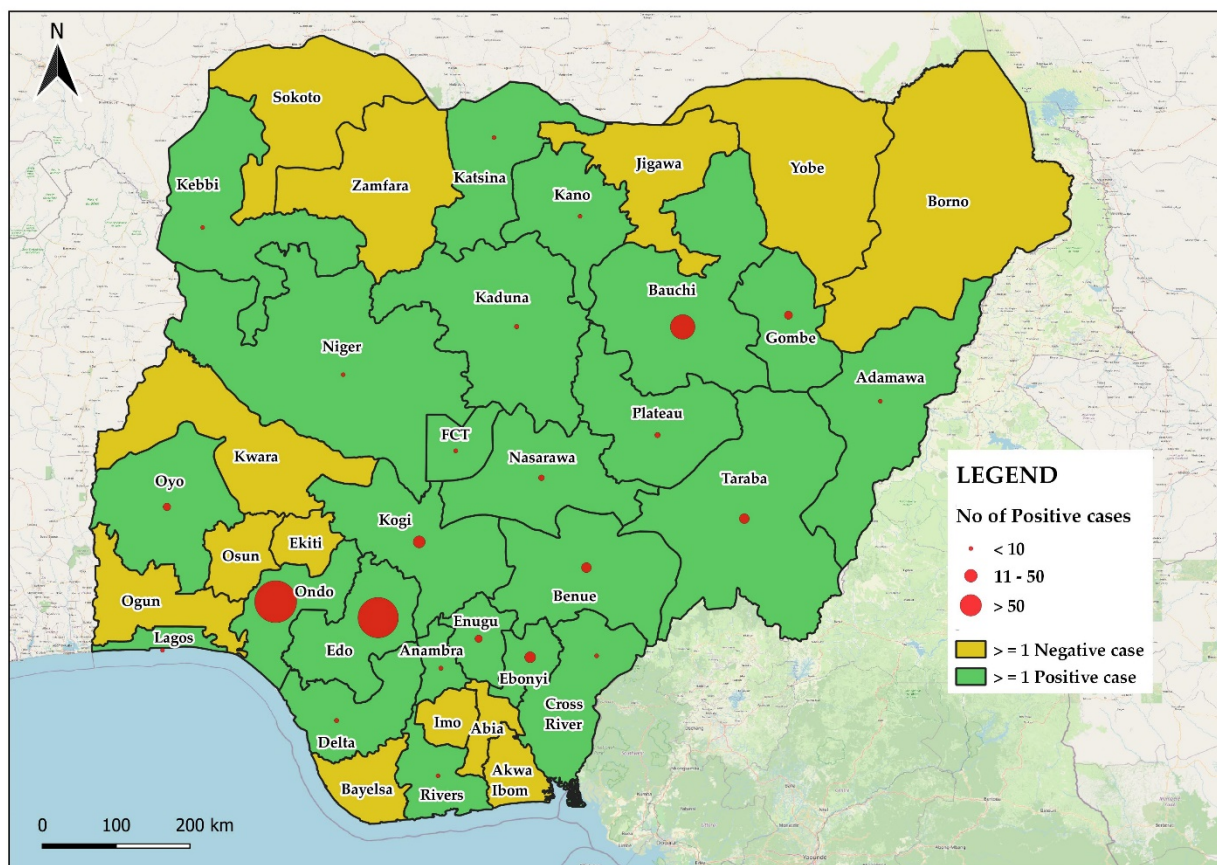 N
Sokoto
Kebbi
Zamfara
Katsina
Kano
Jigawa
Yobe
Borno
Kaduna
Bauchi
Gombe
Niger
Adamawa
Plateau
FCT
Nasarawa
Taraba
Kwara
Oyo
Kogi
Osun
Ekiti
Ogun
Ondo
Benue
Lagos
Edo
Enugu
Anambra
Ebonyi
Cross
River
Imo
Abia
Delta
Bayelsa
Rivers
Akwa
Ibom
LEGEND
No of Positive cases
< 10
11 - 50
> 50
> = 1 Negative case
> = 1 Positive case
0 100 200 km
Yaoundé